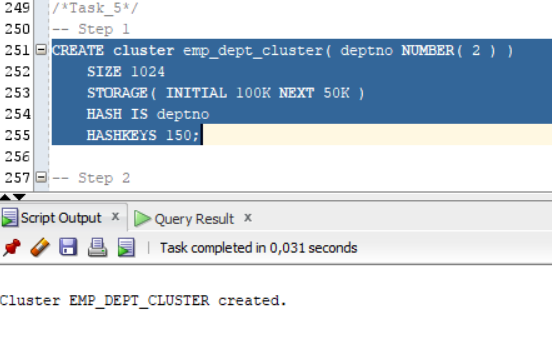 249 /*Task_5*/
250 -- Step 1
251 CREATE cluster emp_dept_cluster( deptno NUMBER( 2 ) )
252 SIZE 1024
253 STORAGE( INITIAL 100K NEXT 50K )
254 HASH IS deptno
255 HASHKEYS 150;
256
257 -- Step 2
Script Output x Query Result x
Task completed in 0,031 seconds
Cluster EMP_DEPT_CLUSTER created.